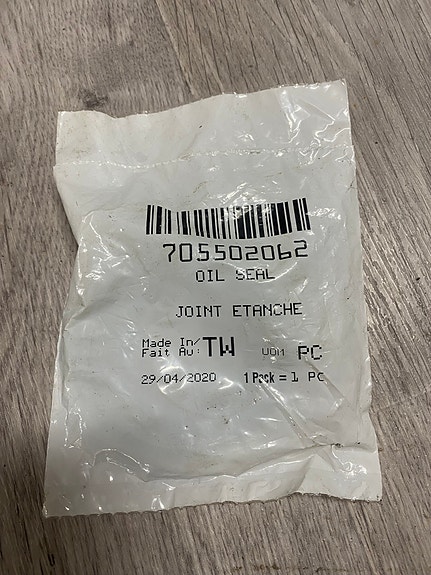 705502062
OIL SEAL
JOINT ETANCHE
Made In/
Fait Au: TW UOM PC
29/04/2020 1 Pack = 1 PC